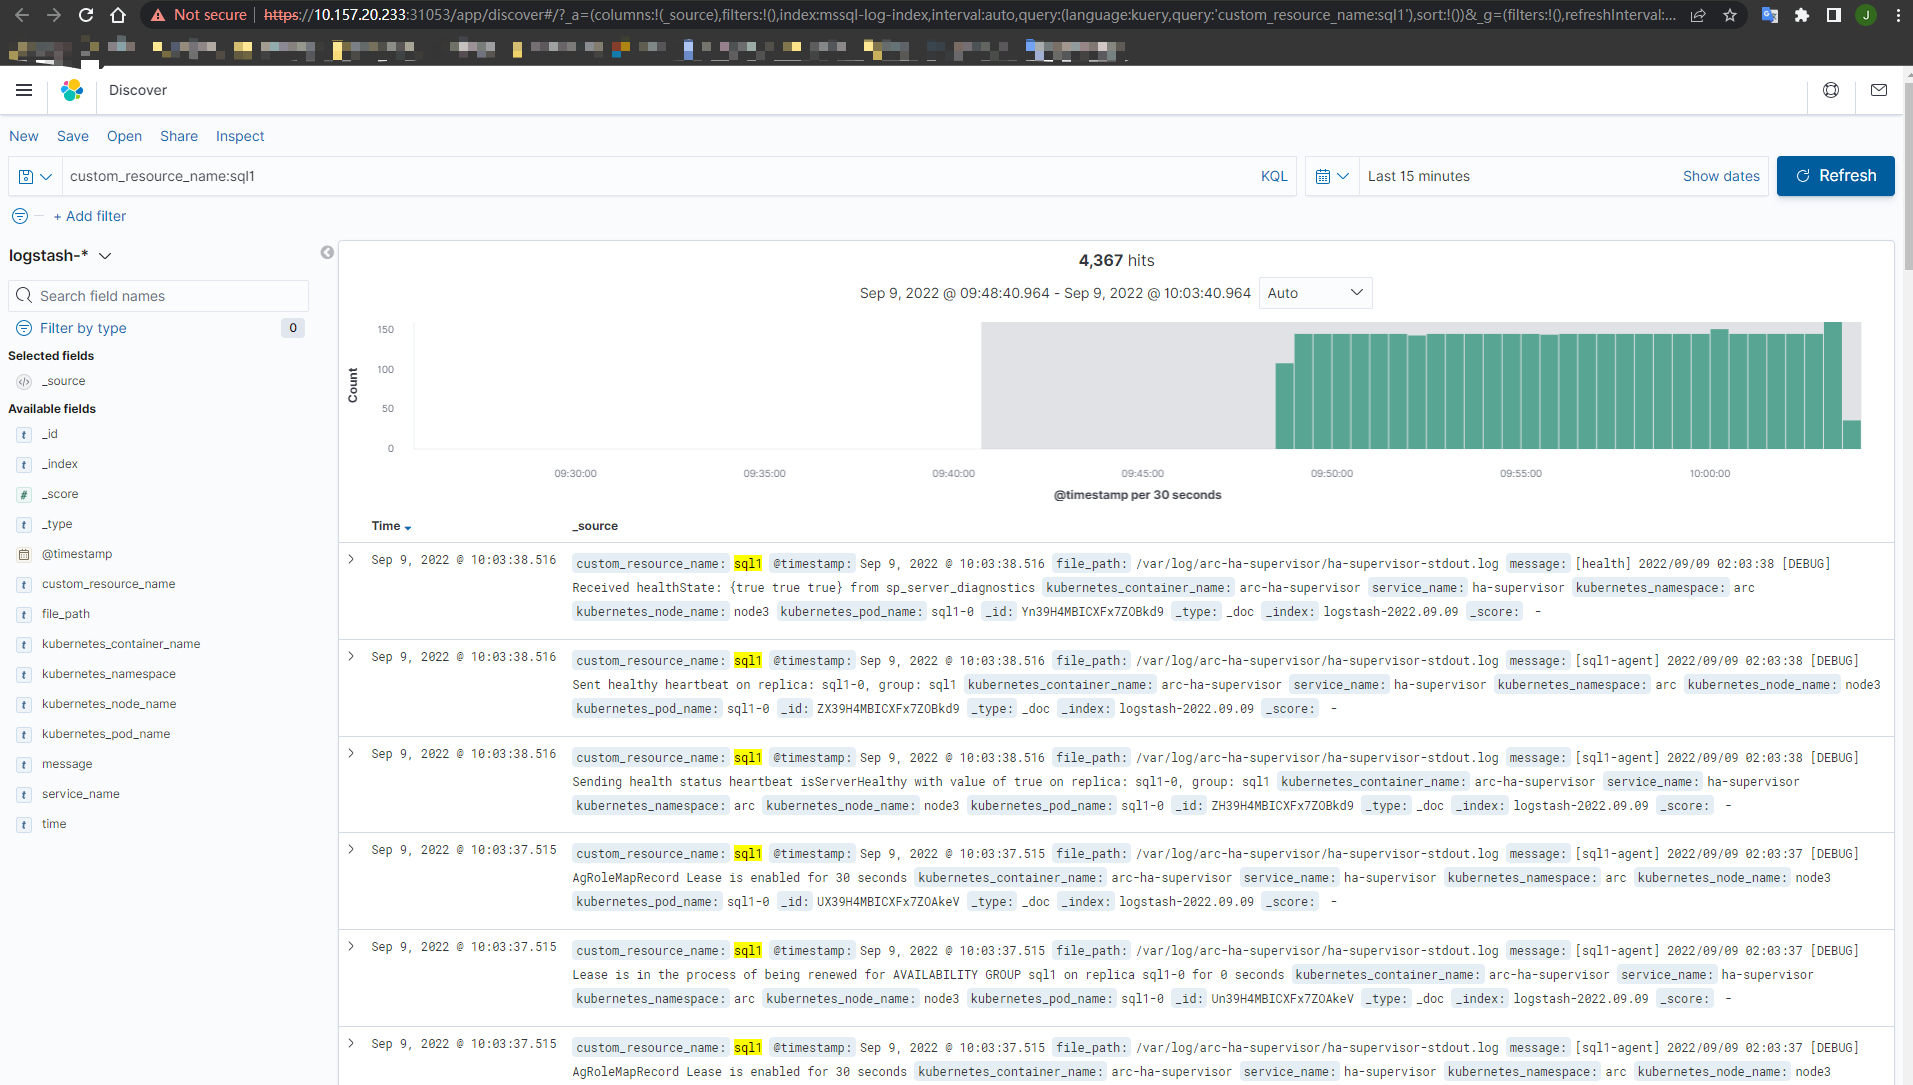 Not secure | https://10.157.20.233:31053/app/discover#/?_a=(columns:!(_source),filters:!(),index:mssql-log-index,interval:auto,query:(language:kuery,query:'custom_resource_name:sql1'),sort:!())&_g=(filters:!(),refreshInterval:...
J
Discover
New Save Open Share Inspect
custom_resource_name:sql1 KQL Last 15 minutes Show dates Refresh
+ Add filter
logstash-*
Search field names
Filter by type 0
Selected fields
_source
Available fields
_id
_index
_score
_type
@timestamp
custom_resource_name
file_path
kubernetes_container_name
kubernetes_namespace
kubernetes_node_name
kubernetes_pod_name
message
service_name
time
4,367 hits
Sep 9, 2022 @ 09:48:40.964 - Sep 9, 2022 @ 10:03:40.964 Auto
Count
150
100
50
0
09:30:00 09:35:00 09:40:00 09:45:00 09:50:00 09:55:00 10:00:00
@timestamp per 30 seconds
Time _source
Sep 9, 2022 @ 10:03:38.516 custom_resource_name: sql1 @timestamp: Sep 9, 2022 @ 10:03:38.516 file_path: /var/log/arc-ha-supervisor/ha-supervisor-stdout.log message: [health] 2022/09/09 02:03:38 [DEBUG]
Received healthState: {true true true} from sp_server_diagnostics kubernetes_container_name: arc-ha-supervisor service_name: ha-supervisor kubernetes_namespace: arc
kubernetes_node_name: node3 kubernetes_pod_name: sql1-0 _id: Yn39H4MBICXFx7ZOBkd9 _type: _doc _index: logstash-2022.09.09 _score: -
Sep 9, 2022 @ 10:03:38.516 custom_resource_name: sql1 @timestamp: Sep 9, 2022 @ 10:03:38.516 file_path: /var/log/arc-ha-supervisor/ha-supervisor-stdout.log message: [sql1-agent] 2022/09/09 02:03:38 [DEBUG]
Sent healthy heartbeat on replica: sql1-0, group: sql1 kubernetes_container_name: arc-ha-supervisor service_name: ha-supervisor kubernetes_namespace: arc kubernetes_node_name: node3
kubernetes_pod_name: sql1-0 _id: ZX39H4MBICXFx7ZOBkd9 _type: _doc _index: logstash-2022.09.09 _score: -
Sep 9, 2022 @ 10:03:38.516 custom_resource_name: sql1 @timestamp: Sep 9, 2022 @ 10:03:38.516 file_path: /var/log/arc-ha-supervisor/ha-supervisor-stdout.log message: [sql1-agent] 2022/09/09 02:03:38 [DEBUG]
Sending health status heartbeat isServerHealthy with value of true on replica: sql1-0, group: sql1 kubernetes_container_name: arc-ha-supervisor service_name: ha-supervisor
kubernetes_namespace: arc kubernetes_node_name: node3 kubernetes_pod_name: sql1-0 _id: ZH39H4MBICXFx7ZOBkd9 _type: _doc _index: logstash-2022.09.09 _score: -
Sep 9, 2022 @ 10:03:37.515 custom_resource_name: sql1 @timestamp: Sep 9, 2022 @ 10:03:37.515 file_path: /var/log/arc-ha-supervisor/ha-supervisor-stdout.log message: [sql1-agent] 2022/09/09 02:03:37 [DEBUG]
AgRoleMapRecord Lease is enabled for 30 seconds kubernetes_container_name: arc-ha-supervisor service_name: ha-supervisor kubernetes_namespace: arc kubernetes_node_name: node3
kubernetes_pod_name: sql1-0 _id: UX39H4MBICXFx7ZOAkeV _type: _doc _index: logstash-2022.09.09 _score: -
Sep 9, 2022 @ 10:03:37.515 custom_resource_name: sql1 @timestamp: Sep 9, 2022 @ 10:03:37.515 file_path: /var/log/arc-ha-supervisor/ha-supervisor-stdout.log message: [sql1-agent] 2022/09/09 02:03:37 [DEBUG]
Lease is in the process of being renewed for AVAILABILITY GROUP sql1 on replica sql1-0 for 0 seconds kubernetes_container_name: arc-ha-supervisor service_name: ha-supervisor
kubernetes_namespace: arc kubernetes_node_name: node3 kubernetes_pod_name: sql1-0 _id: Un39H4MBICXFx7ZOAkeV _type: _doc _index: logstash-2022.09.09 _score: -
Sep 9, 2022 @ 10:03:37.515 custom_resource_name: sql1 @timestamp: Sep 9, 2022 @ 10:03:37.515 file_path: /var/log/arc-ha-supervisor/ha-supervisor-stdout.log message: [sql1-agent] 2022/09/09 02:03:37 [DEBUG]
AgRoleMapRecord Lease is enabled for 30 seconds kubernetes_container_name: arc-ha-supervisor service_name: ha-supervisor kubernetes_namespace: arc kubernetes_node_name: node3